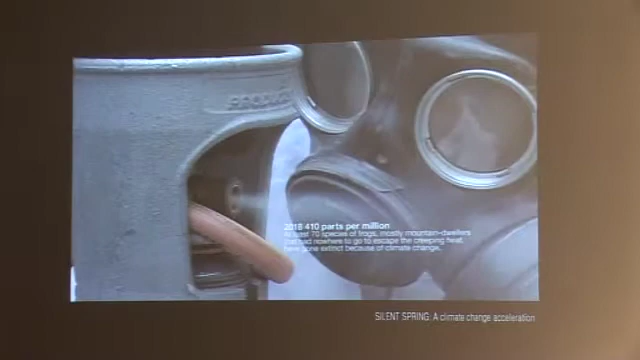 2018 410 parts per million
At least 70 species of frogs, mostly mountain-dwellers
that had nowhere to go to escape the creeping heat,
have gone extinct because of climate change.
SILENT SPRING: A climate change acceleration